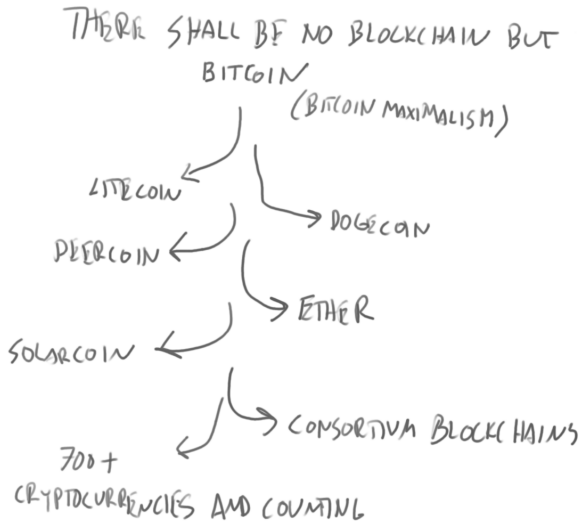 THERE SHALL BE NO BLOCKCHAIN BUT
BITCOIN
(BITCOIN MAXIMALISM)
LITECOIN
DOGECOIN
PEERCOIN
ETHER
SOLARCOIN
CONSORTIUM BLOCKCHAINS
700+
CRYPTOCURRENCIES AND COUNTING